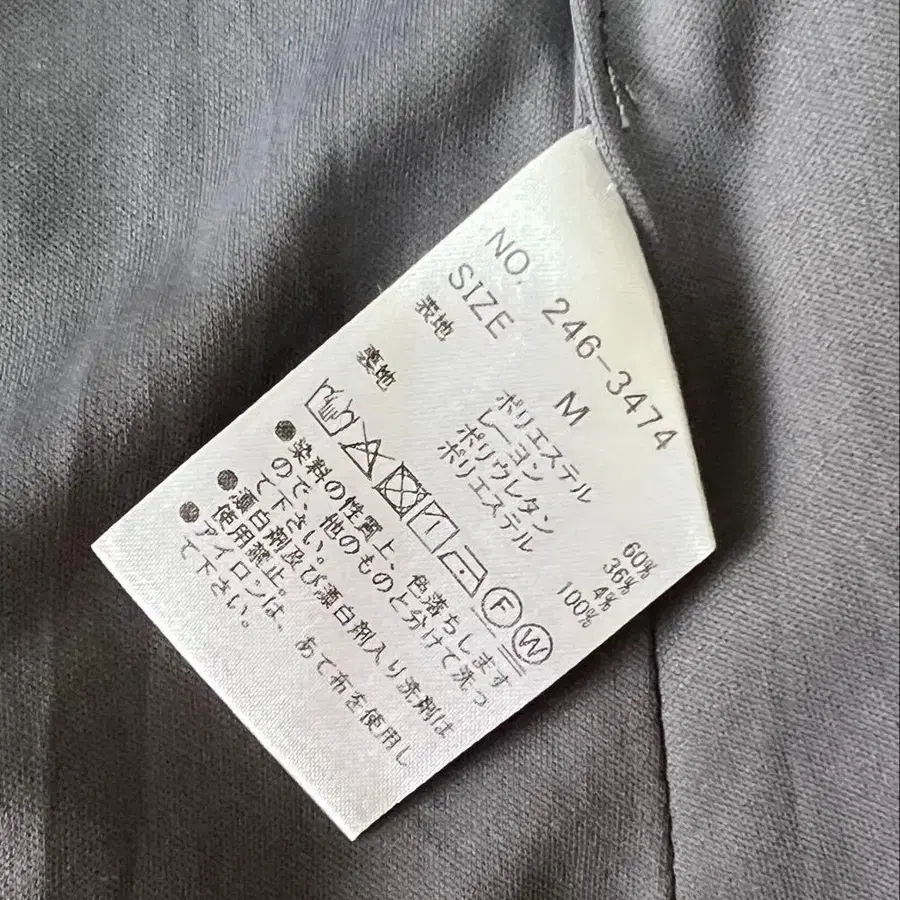 NO. 246-3474
SIZE M
表地 ポリエステル 60%
レーヨン 36%
ポリウレタン 4%
裏地 ポリエステル 100%
F W
●染料の性質上、色落ちします
ので、他のものと分けて洗っ
て下さい。
●漂白剤及び漂白剤入り洗剤は
使用禁止。
●アイロンは、あて布を使用し
て下さい。